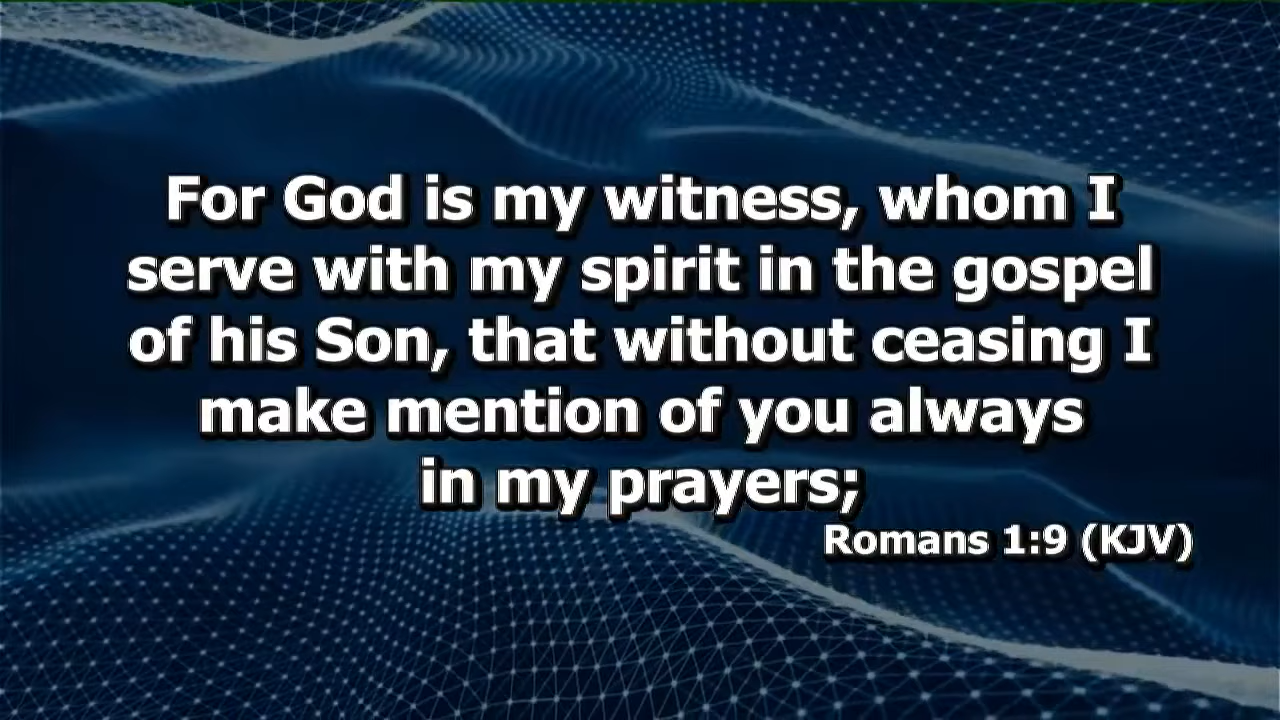 For God is my witness, whom I
serve with my spirit in the gospel
of his Son, that without ceasing I
make mention of you always
in my prayers;
Romans 1:9 (KJV)